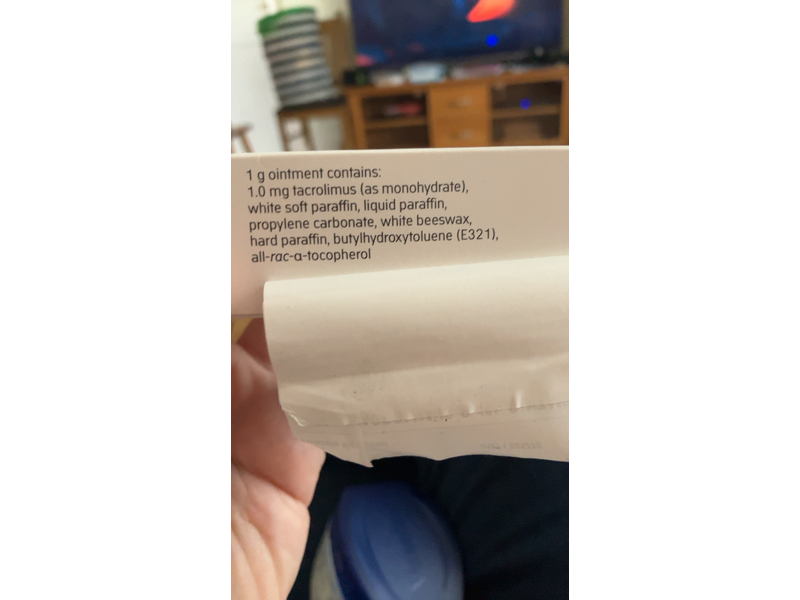 1 g ointment contains:
1.0 mg tacrolimus (as monohydrate),
white soft paraffin, liquid paraffin,
propylene carbonate, white beeswax,
hard paraffin, butylhydroxytoluene (E321),
all-rac-α-tocopherol